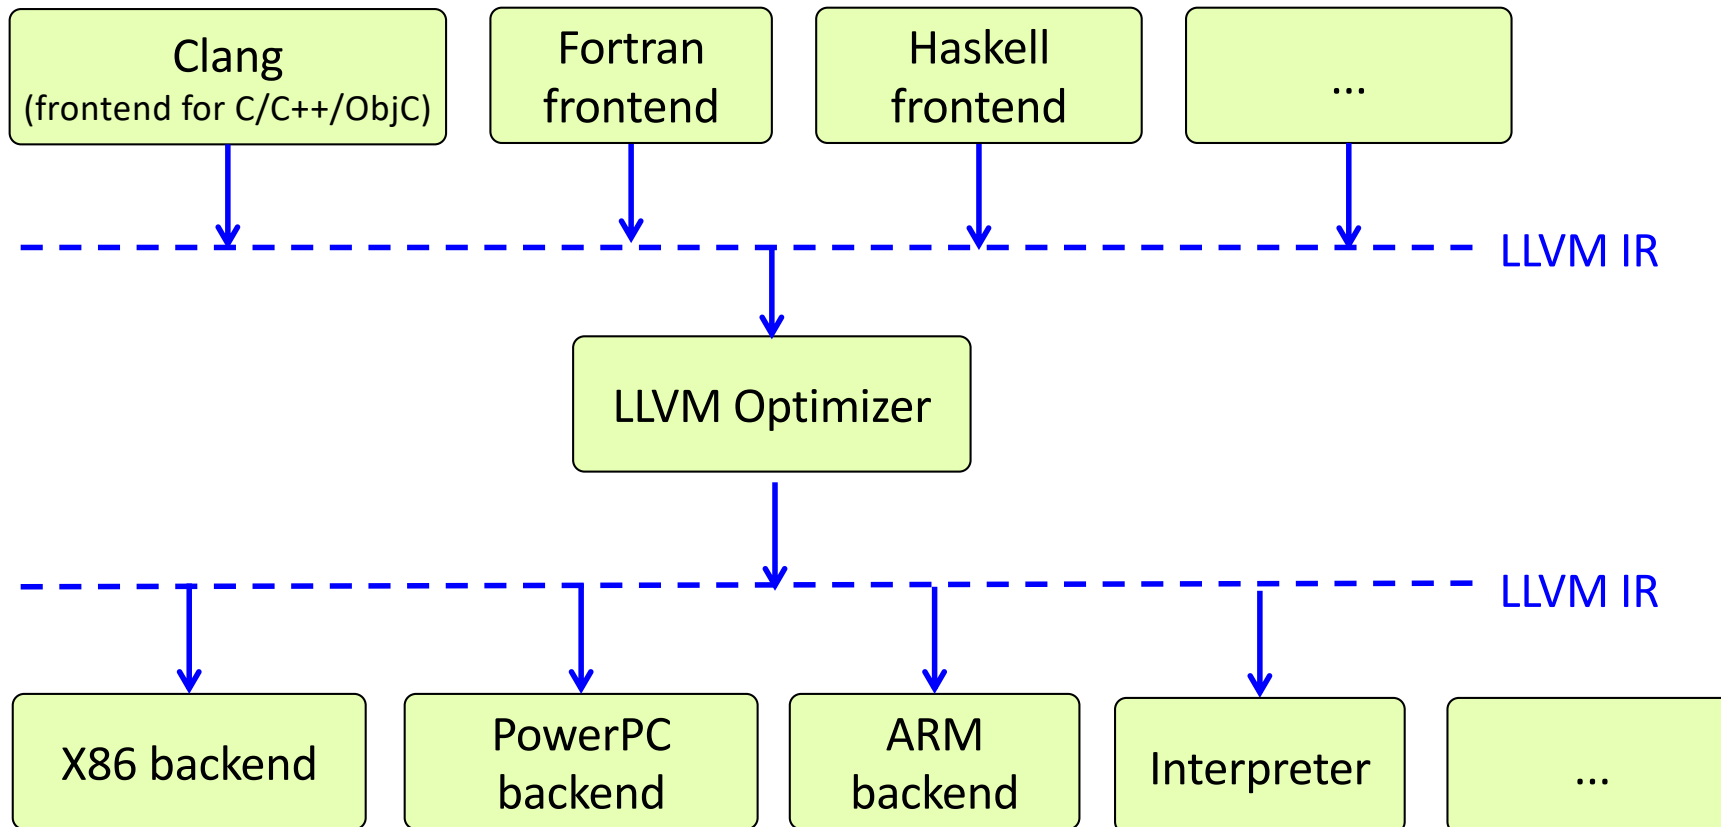 Clang
(frontend for C/C++/ObjC)
Fortran
frontend
Haskell
frontend
...
LLVM IR
LLVM Optimizer
LLVM IR
X86 backend
PowerPC
backend
ARM
backend
Interpreter
...